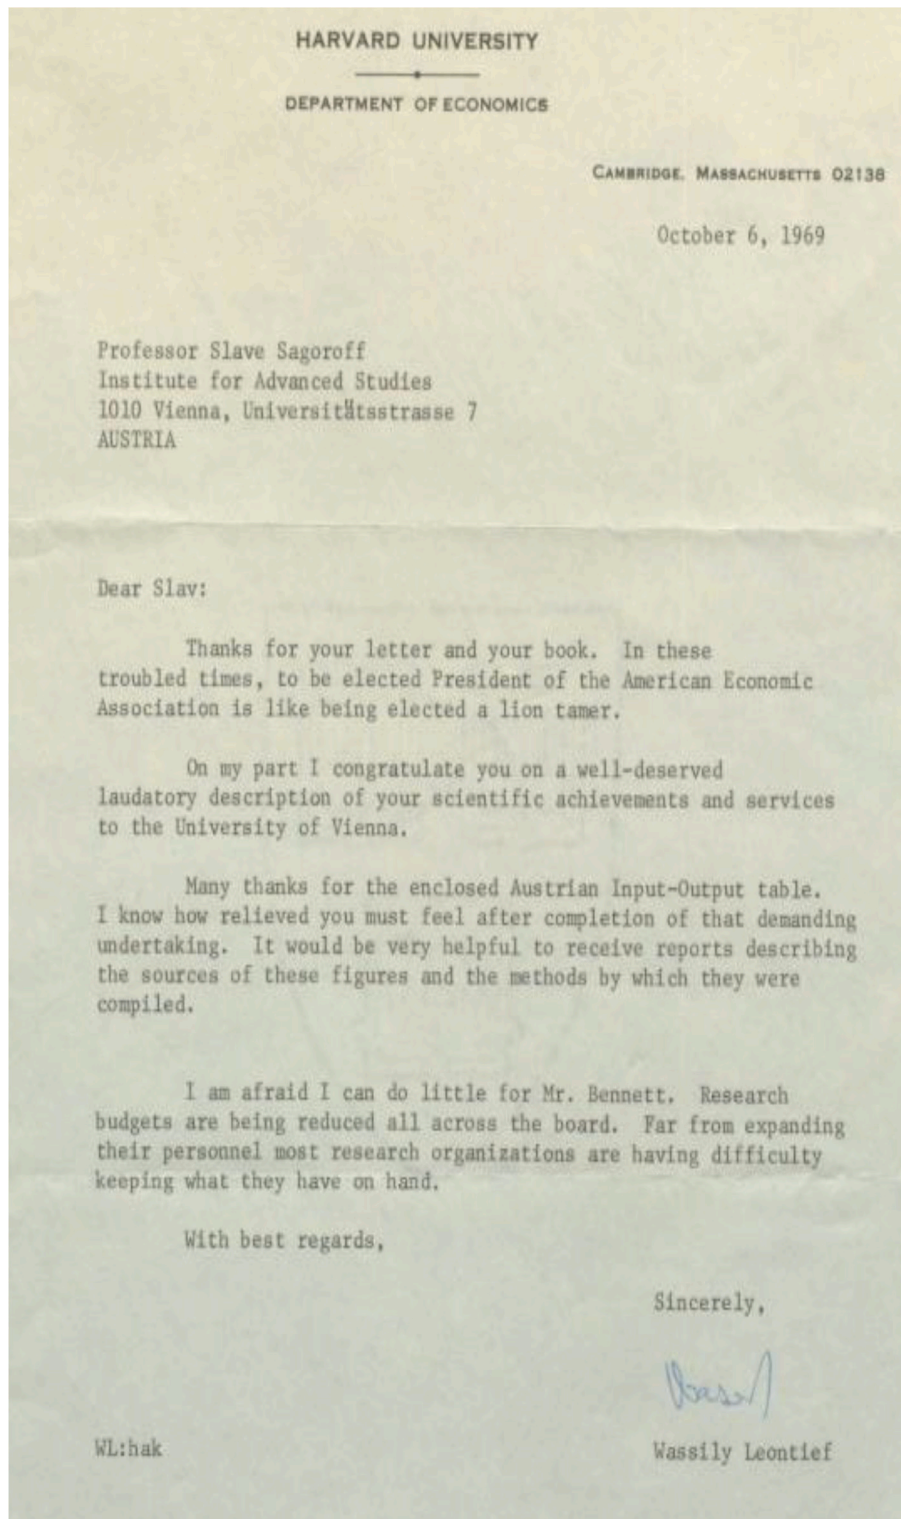 HARVARD UNIVERSITY
DEPARTMENT OF ECONOMICS
CAMBRIDGE, MASSACHUSETTS 02138
October 6, 1969
Professor Slave Sagoroff
Institute for Advanced Studies
1010 Vienna, Universitätsstrasse 7
AUSTRIA
Dear Slav:
Thanks for your letter and your book. In these
troubled times, to be elected President of the American Economic
Association is like being elected a lion tamer.
On my part I congratulate you on a well-deserved
laudatory description of your scientific achievements and services
to the University of Vienna.
Many thanks for the enclosed Austrian Input-Output table.
I know how relieved you must feel after completion of that demanding
undertaking. It would be very helpful to receive reports describing
the sources of these figures and the methods by which they were
compiled.
I am afraid I can do little for Mr. Bennett. Research
budgets are being reduced all across the board. Far from expanding
their personnel most research organizations are having difficulty
keeping what they have on hand.
With best regards,
Sincerely,
WL:hak
Wassily Leontief